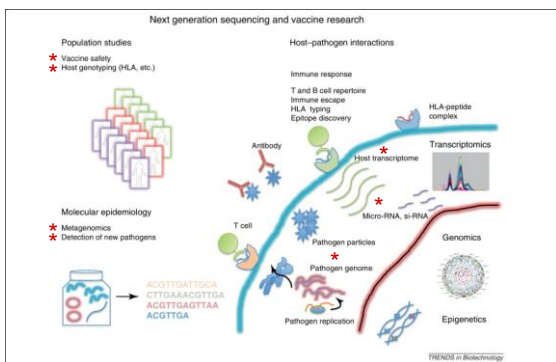 Next generation sequencing and vaccine research
Population studies
* Vaccine safety
* Host genotyping (HLA, etc.)
Host–pathogen interactions
Immune response
T and B cell repertoire
Immune escape
HLA typing
Epitope discovery
HLA-peptide
complex
Antibody
* Host transcriptome
Transcriptomics
* Micro-RNA, si-RNA
Molecular epidemiology
* Metagenomics
* Detection of new pathogens
T cell
Pathogen particles
* Pathogen genome
Pathogen replication
Genomics
Epigenetics
ACGTTGATTGCA
CTTGAAACGTTGA
ACGTTGAGTTAA
ACGTTGA
TRENDS in Biotechnology